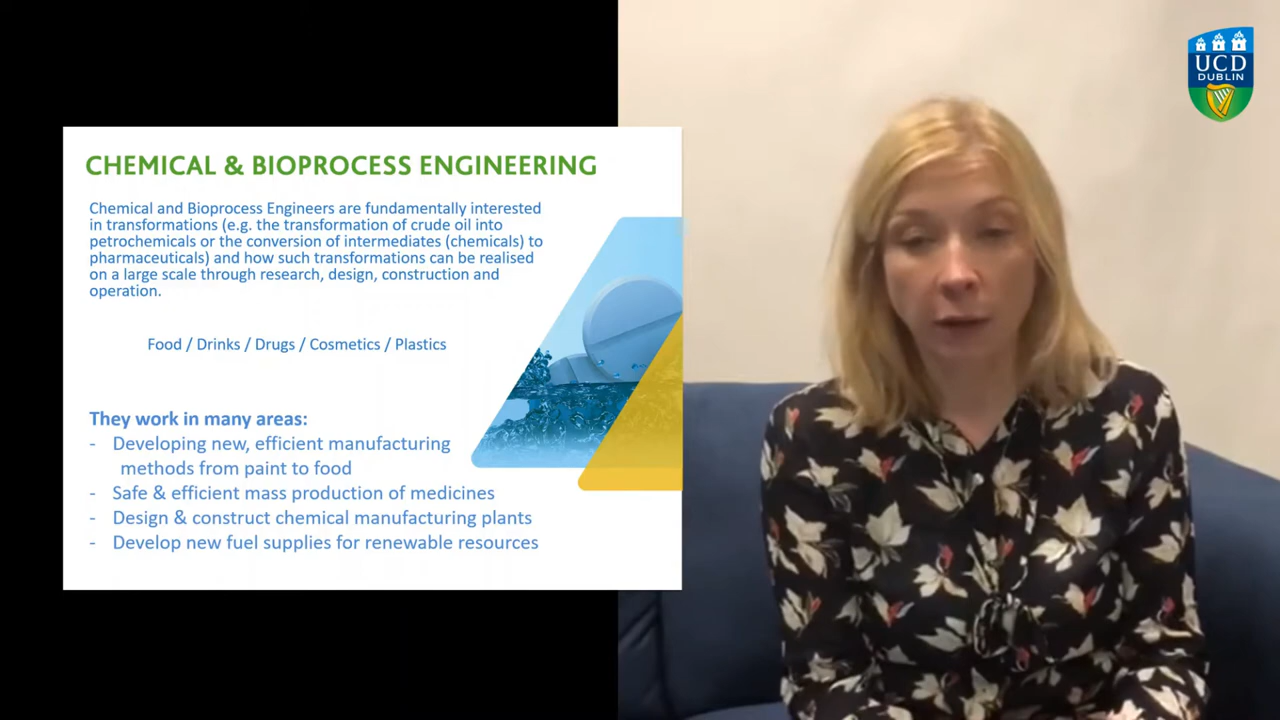 CHEMICAL & BIOPROCESS ENGINEERING
Chemical and Bioprocess Engineers are fundamentally interested
in transformations (e.g. the transformation of crude oil into
petrochemicals or the conversion of intermediates (chemicals) to
pharmaceuticals) and how such transformations can be realised
on a large scale through research, design, construction and
operation.
Food / Drinks / Drugs / Cosmetics / Plastics
They work in many areas:
- Developing new, efficient manufacturing
methods from paint to food
- Safe & efficient mass production of medicines
- Design & construct chemical manufacturing plants
- Develop new fuel supplies for renewable resources
UCD
DUBLIN